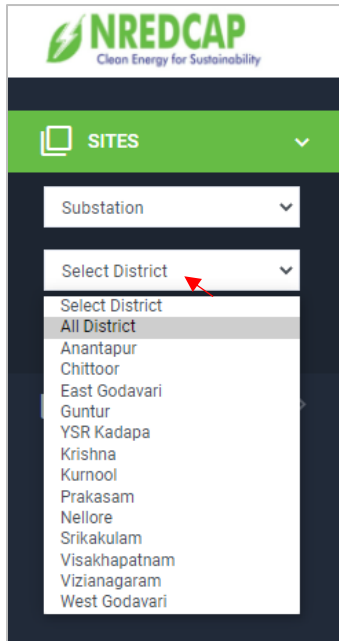 NREDCAP
Clean Energy for Sustainability
SITES
Substation
Select District
Select District
All District
Anantapur
Chittoor
East Godavari
Guntur
YSR Kadapa
Krishna
Kurnool
Prakasam
Nellore
Srikakulam
Visakhapatnam
Vizianagaram
West Godavari